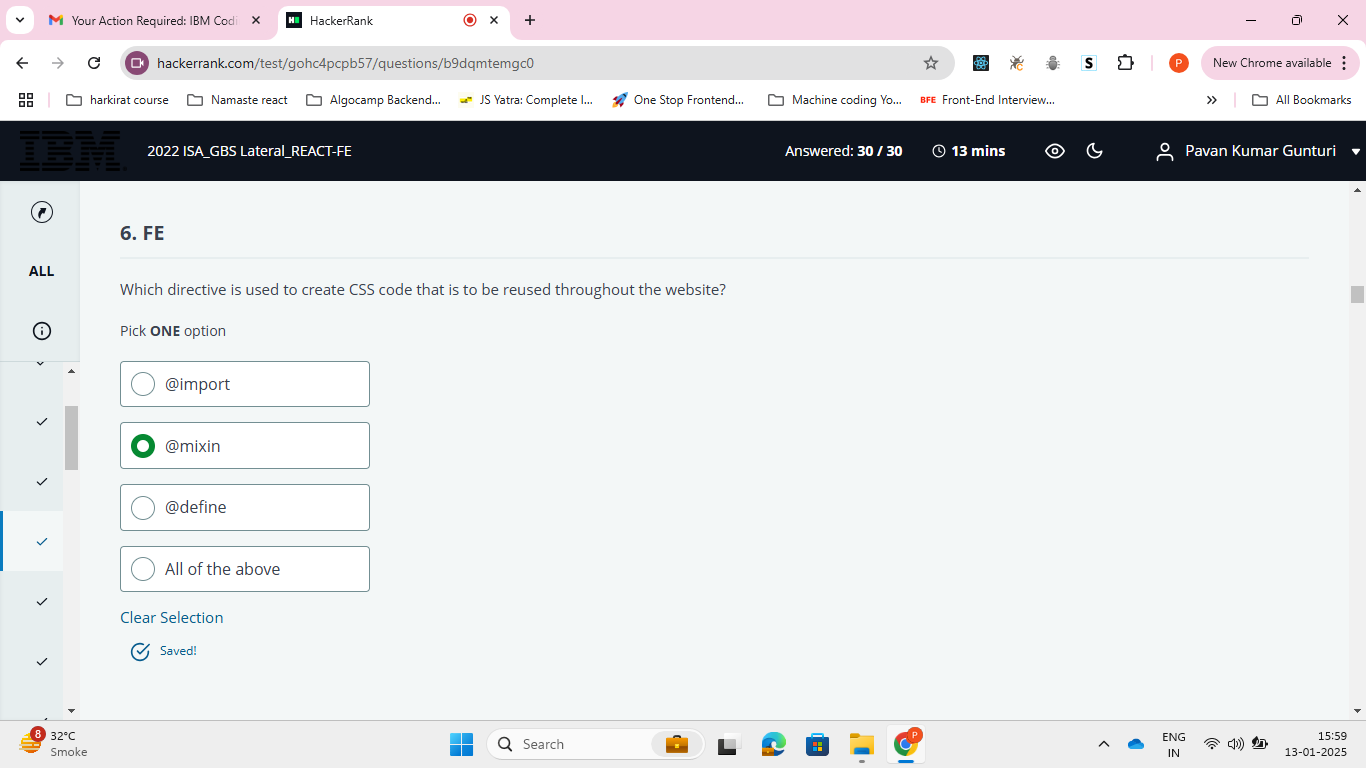 Your Action Required: IBM Codi
HackerRank
hackerrank.com/test/gohc4pcpb57/questions/b9dqmtemgc0
S
P
New Chrome available
harkirat course
Namaste react
Algocamp Backend...
JS Yatra: Complete I...
One Stop Frontend...
Machine coding Yo...
BFE Front-End Interview...
All Bookmarks
IBM
2022 ISA_GBS Lateral_REACT-FE
Answered: 30 / 30
13 mins
Pavan Kumar Gunturi
ALL
6. FE
Which directive is used to create CSS code that is to be reused throughout the website?
Pick ONE option
@import
@mixin
@define
All of the above
Clear Selection
Saved!
8
32°C
Smoke
Search
P
ENG
IN
15:59
13-01-2025